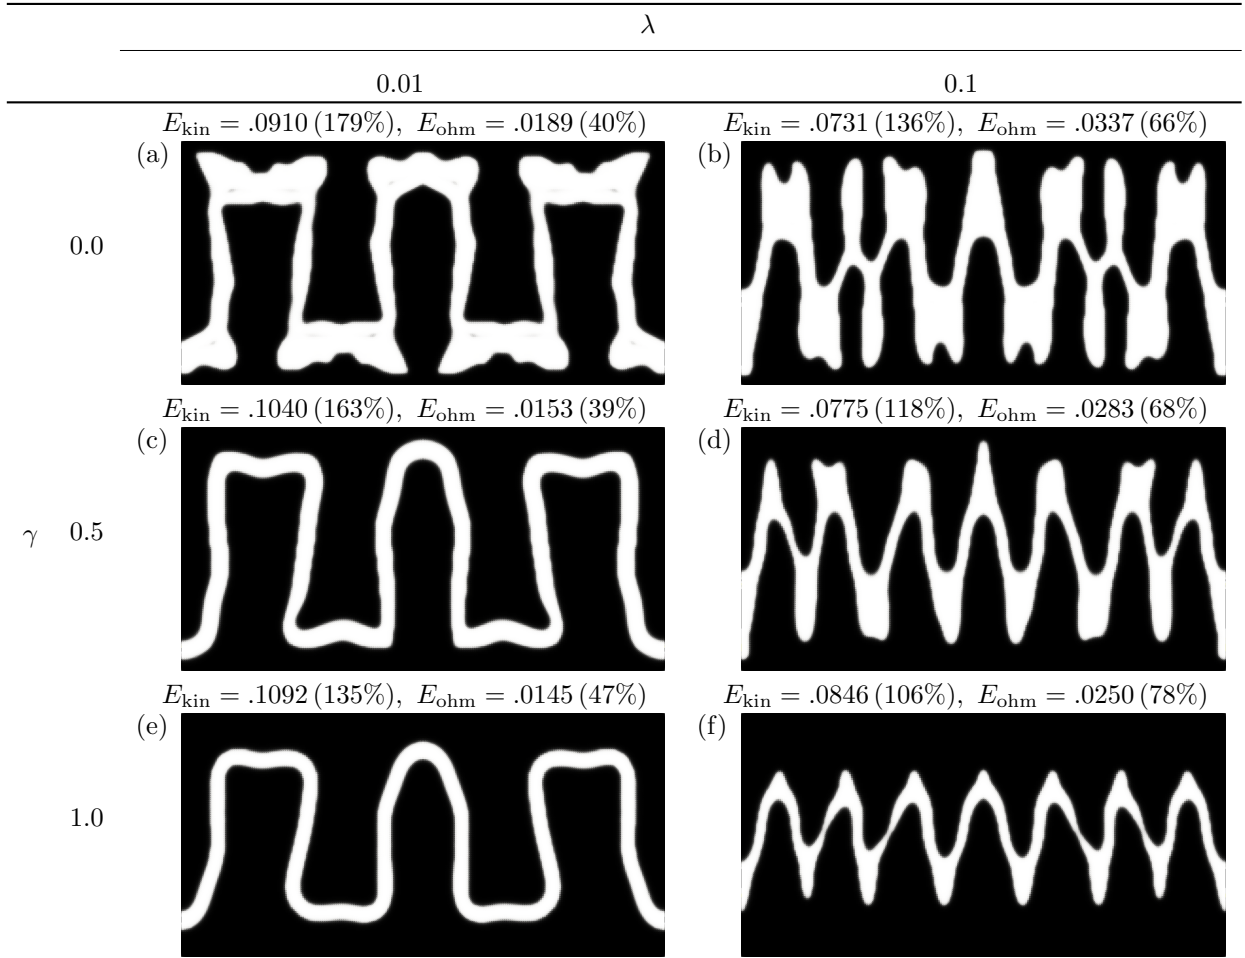 λ
0.01 0.1
E_kin = .0910 (179%), E_ohm = .0189 (40%) E_kin = .0731 (136%), E_ohm = .0337 (66%)
(a) (b)
0.0
E_kin = .1040 (163%), E_ohm = .0153 (39%) E_kin = .0775 (118%), E_ohm = .0283 (68%)
(c) (d)
γ 0.5
E_kin = .1092 (135%), E_ohm = .0145 (47%) E_kin = .0846 (106%), E_ohm = .0250 (78%)
(e) (f)
1.0